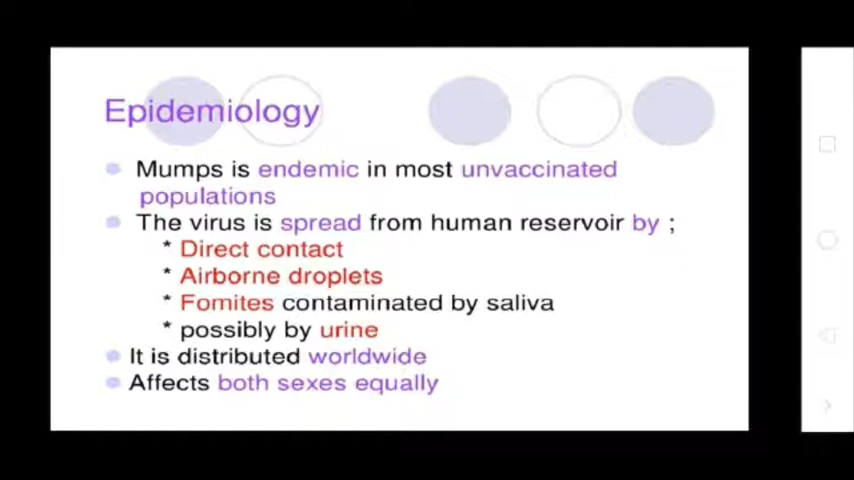 Epidemiology
Mumps is endemic in most unvaccinated
populations
The virus is spread from human reservoir by ;
* Direct contact
* Airborne droplets
* Fomites contaminated by saliva
* possibly by urine
It is distributed worldwide
Affects both sexes equally